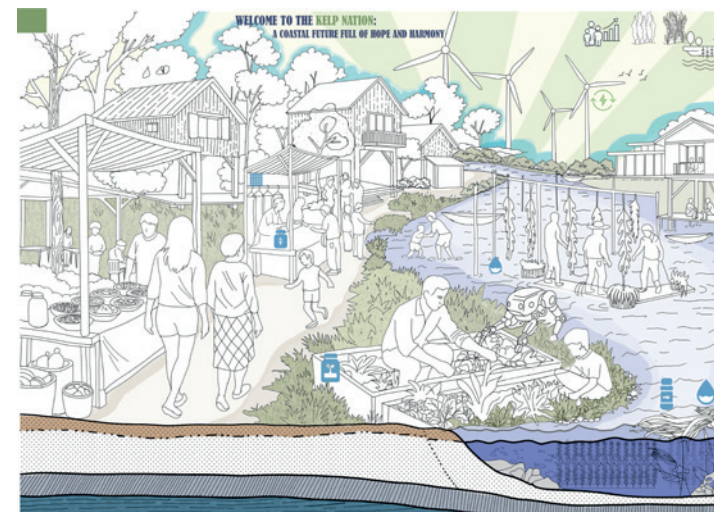 WELCOME TO THE KELP NATION:
A COASTAL FUTURE FULL OF HOPE AND HARMONY